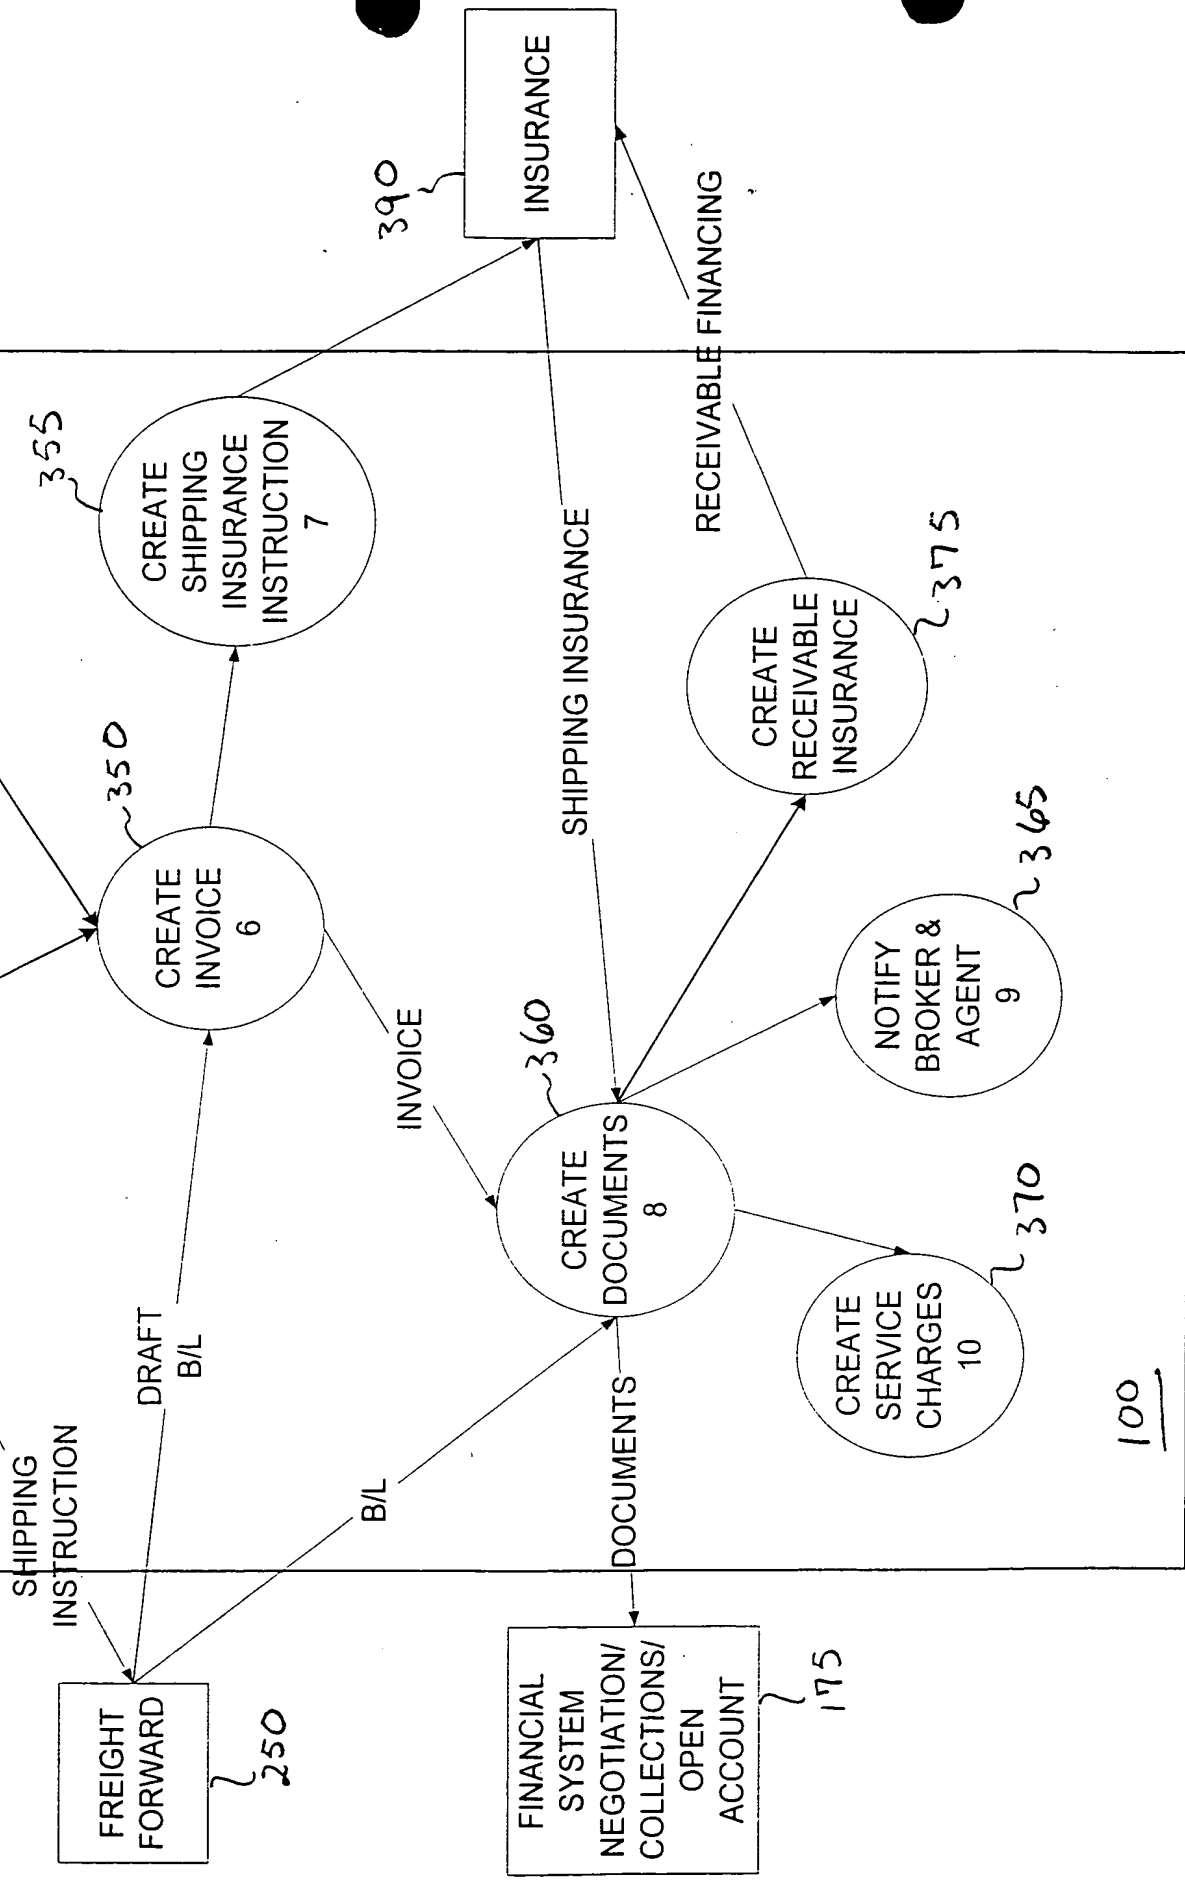 SHIPPING
INSTRUCTION
FREIGHT
FORWARD
250
DRAFT
B/L
CREATE
INVOICE
6
350
CREATE
SHIPPING
INSURANCE
INSTRUCTION
7
355
390
INSURANCE
B/L
INVOICE
360
CREATE
DOCUMENTS
8
SHIPPING INSURANCE
RECEIVABLE FINANCING
FINANCIAL
SYSTEM
NEGOTIATION/
COLLECTIONS/
OPEN
ACCOUNT
175
DOCUMENTS
CREATE
SERVICE
CHARGES
10
370
NOTIFY
BROKER &
AGENT
9
365
CREATE
RECEIVABLE
INSURANCE
375
100